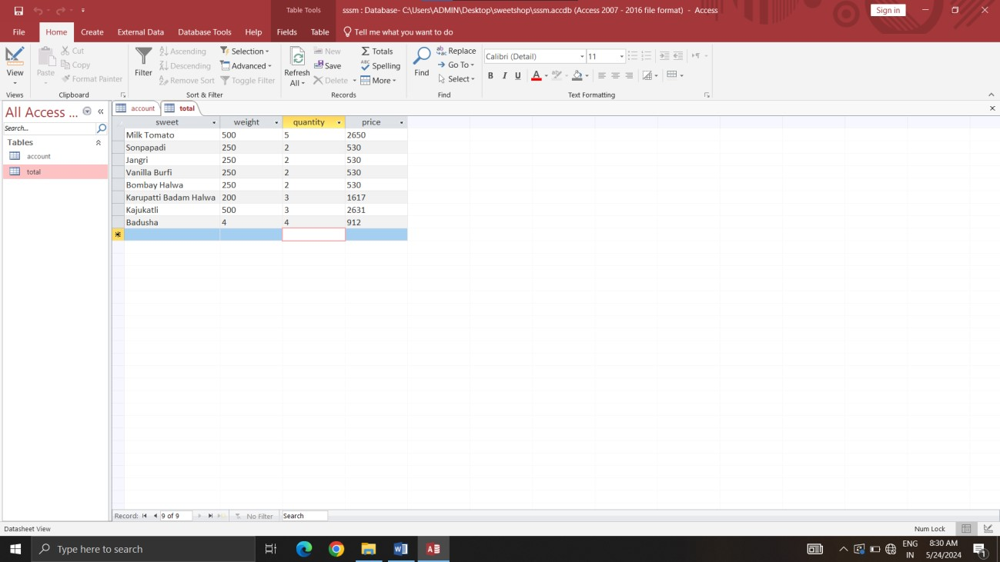 Table Tools sssm : Database- C:\Users\ADMIN\Desktop\sweetshop\sssm.accdb (Access 2007 - 2016 file format) - Access Sign in
File Home Create External Data Database Tools Help Fields Table Tell me what you want to do
View
Views
Paste
Cut
Copy
Format Painter
Clipboard
Filter
Ascending
Descending
Remove Sort
Selection
Advanced
Toggle Filter
Sort & Filter
Refresh
All
New
Save
Delete
Totals
Spelling
More
Records
Find
Replace
Go To
Select
Find
Calibri (Detail) 11
B I U A
Text Formatting
All Access ...
Search...
Tables
account
total
account total
sweet weight quantity price
Milk Tomato 500 5 2650
Sonpapadi 250 2 530
Jangri 250 2 530
Vanilla Burfi 250 2 530
Bombay Halwa 250 2 530
Karupatti Badam Halwa 200 3 1617
Kajukatli 500 3 2631
Badusha 4 4 912
Record: 9 of 9 No Filter Search
Datasheet View Num Lock
Type here to search
ENG
IN
8:30 AM
5/24/2024
1